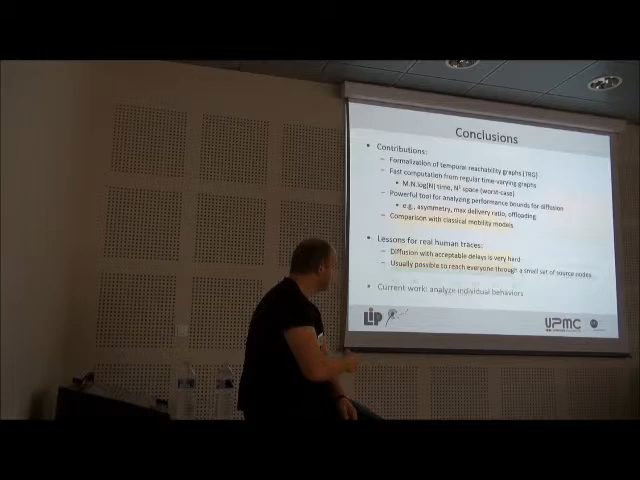 Conclusions
• Contributions:
– Formalization of temporal reachability graphs (TRG)
– Fast computation from regular time-varying graphs
• M.N.log(N) time, N² space (worst-case)
– Powerful tool for analyzing performance bounds for diffusion
• e.g., asymmetry, max delivery ratio, offloading
– Comparison with classical mobility models
• Lessons for real human traces:
– Diffusion with acceptable delays is very hard
– Usually possible to reach everyone through a small set of source nodes
• Current work: analyze individual behaviors
LIP
UPMC